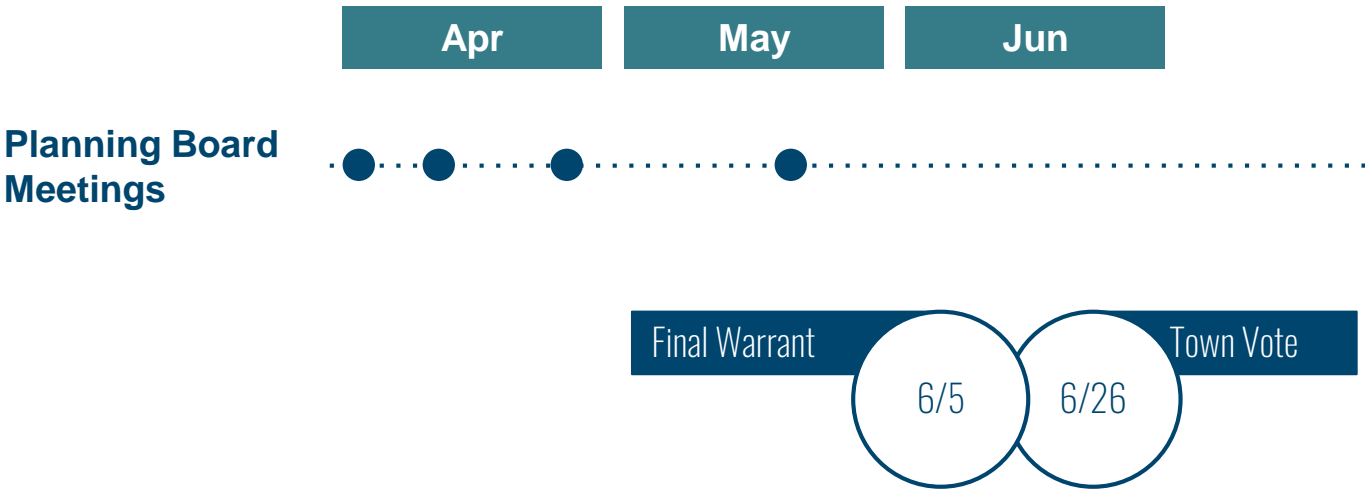 Apr
May
Jun
Planning Board
Meetings
Final Warrant
6/5
6/26
Town Vote